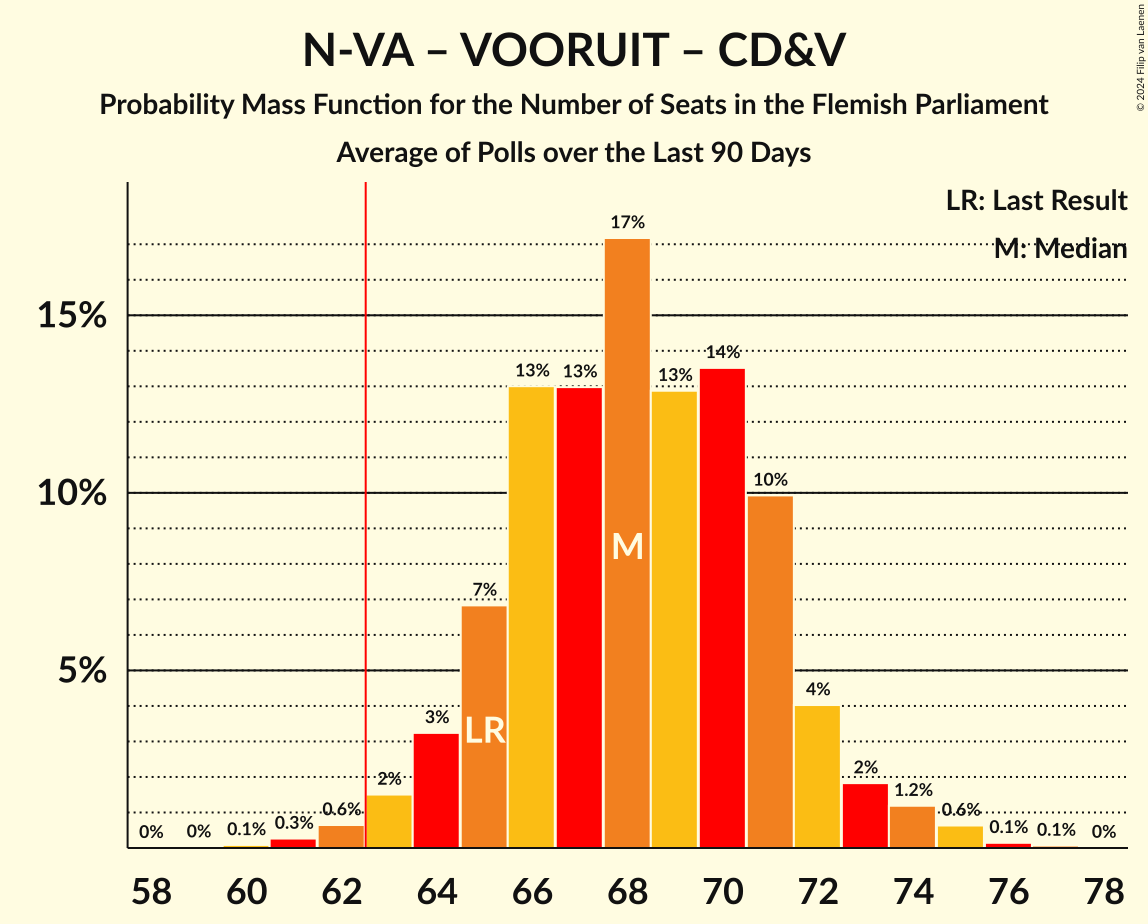 N-VA – VOORUIT – CD&V
Probability Mass Function for the Number of Seats in the Flemish Parliament
Average of Polls over the Last 90 Days
© 2024 Filip van Laenen
LR: Last Result
M: Median
15%
10%
5%
0%
0%
0.1%
0.3%
0.6%
2%
3%
7%
13%
13%
17%
13%
14%
10%
4%
2%
1.2%
0.6%
0.1%
0.1%
0%
LR
M
58 60 62 64 66 68 70 72 74 76 78